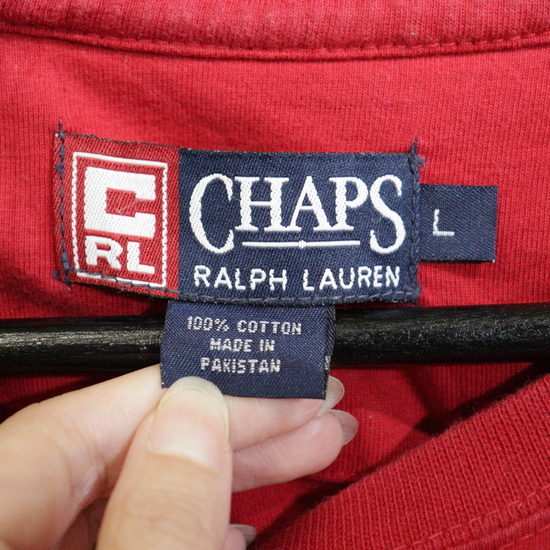 C
RL
CHAPS
RALPH LAUREN
L
100% COTTON
MADE IN
PAKISTAN